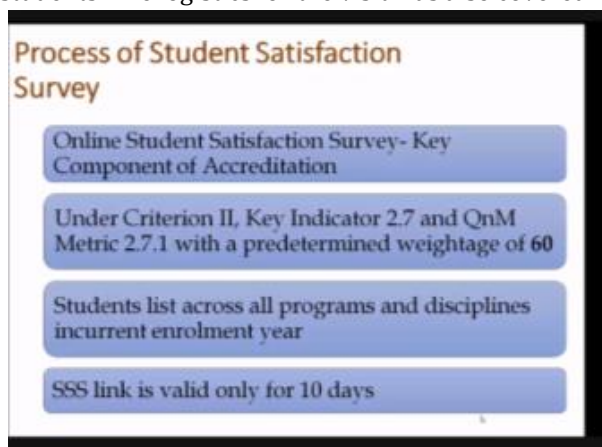 Process of Student Satisfaction
Survey
Online Student Satisfaction Survey- Key
Component of Accreditation
Under Criterion II, Key Indicator 2.7 and QnM
Metric 2.7.1 with a predetermined weightage of 60
Students list across all programs and disciplines
incurrent enrolment year
SSS link is valid only for 10 days